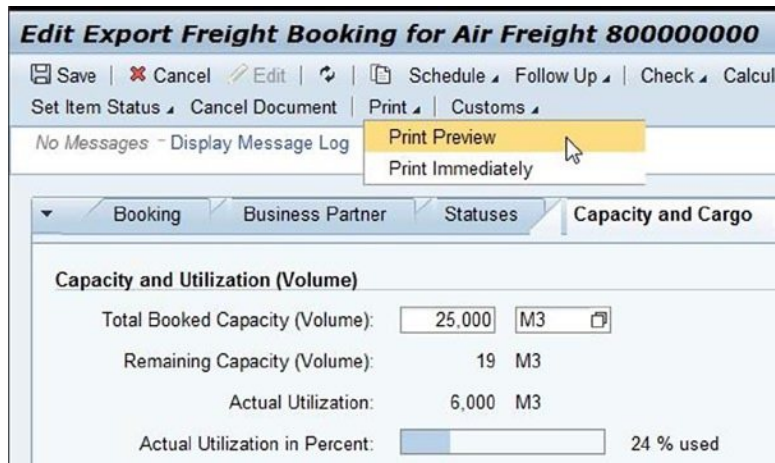 Edit Export Freight Booking for Air Freight 800000000
Save | Cancel Edit | | Schedule Follow Up | Check Calcul
Set Item Status Cancel Document | Print | Customs
No Messages - Display Message Log
Print Preview
Print Immediately
Booking Business Partner Statuses Capacity and Cargo
Capacity and Utilization (Volume)
Total Booked Capacity (Volume): 25,000 M3
Remaining Capacity (Volume): 19 M3
Actual Utilization: 6,000 M3
Actual Utilization in Percent: 24 % used